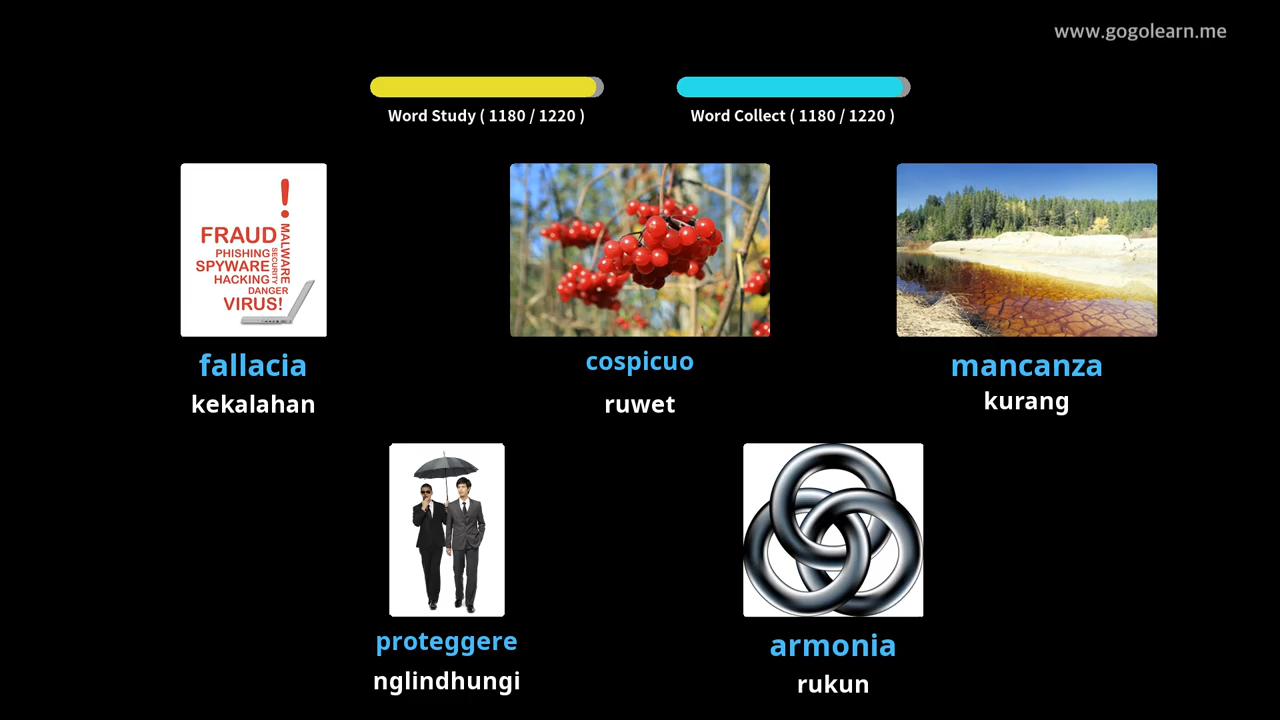 www.gogolearn.me
Word Study ( 1180 / 1220 )
Word Collect ( 1180 / 1220 )
!
FRAUD
MALWARE
PHISHING
SECURITY
SPYWARE
HACKING
DANGER
VIRUS!
fallacia
cospicuo
mancanza
kekalahan
ruwet
kurang
proteggere
armonia
nglindhungi
rukun